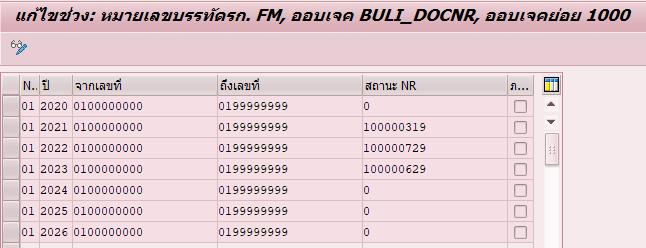 แก้ไขช่วง: หมายเลขบรรทัดรก. FM, ออบเจค BULI_DOCNR, ออบเจคย่อย 1000
N.. ปี จากเลขที่ ถึงเลขที่ สถานะ NR ภ...
01 2020 0100000000 0199999999 0
01 2021 0100000000 0199999999 100000319
01 2022 0100000000 0199999999 100000729
01 2023 0100000000 0199999999 100000629
01 2024 0100000000 0199999999 0
01 2025 0100000000 0199999999 0
01 2026 0100000000 0199999999 0